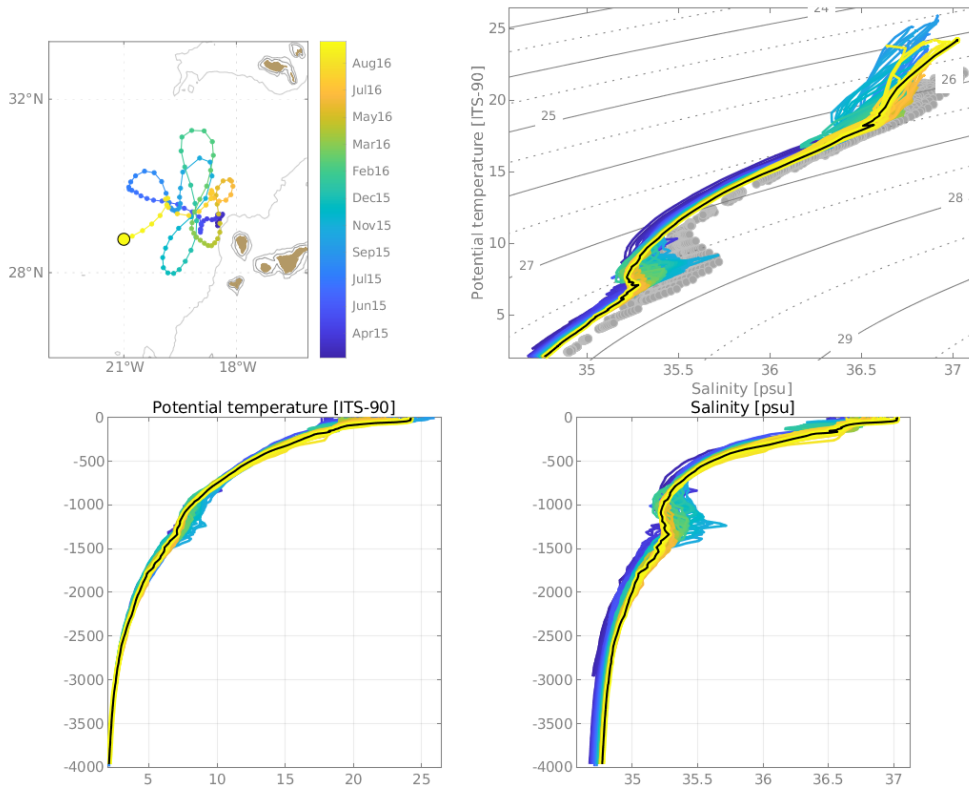 32°N
28°N
21°W
18°W
Aug16
Jul16
May16
Mar16
Feb16
Dec15
Nov15
Sep15
Jul15
Jun15
Apr15
Potential temperature [ITS-90]
25
20
15
10
5
24
25
26
27
28
29
35
35.5
36
36.5
37
Salinity [psu]
Potential temperature [ITS-90]
0
-500
-1000
-1500
-2000
-2500
-3000
-3500
-4000
5
10
15
20
25
Salinity [psu]
0
-500
-1000
-1500
-2000
-2500
-3000
-3500
-4000
35
35.5
36
36.5
37